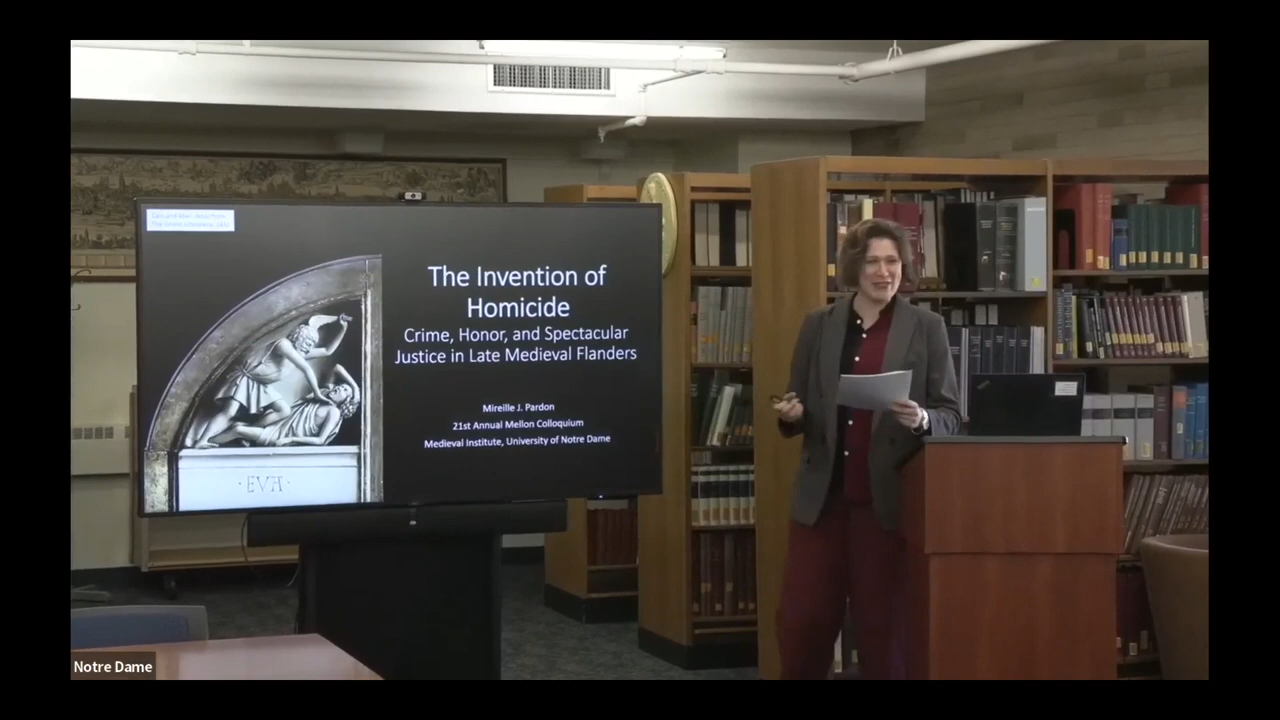 The Invention of
Homicide
Crime, Honor, and Spectacular
Justice in Late Medieval Flanders
Mireille J. Pardon
21st Annual Mellon Colloquium
Medieval Institute, University of Notre Dame
·EVA·
Notre Dame